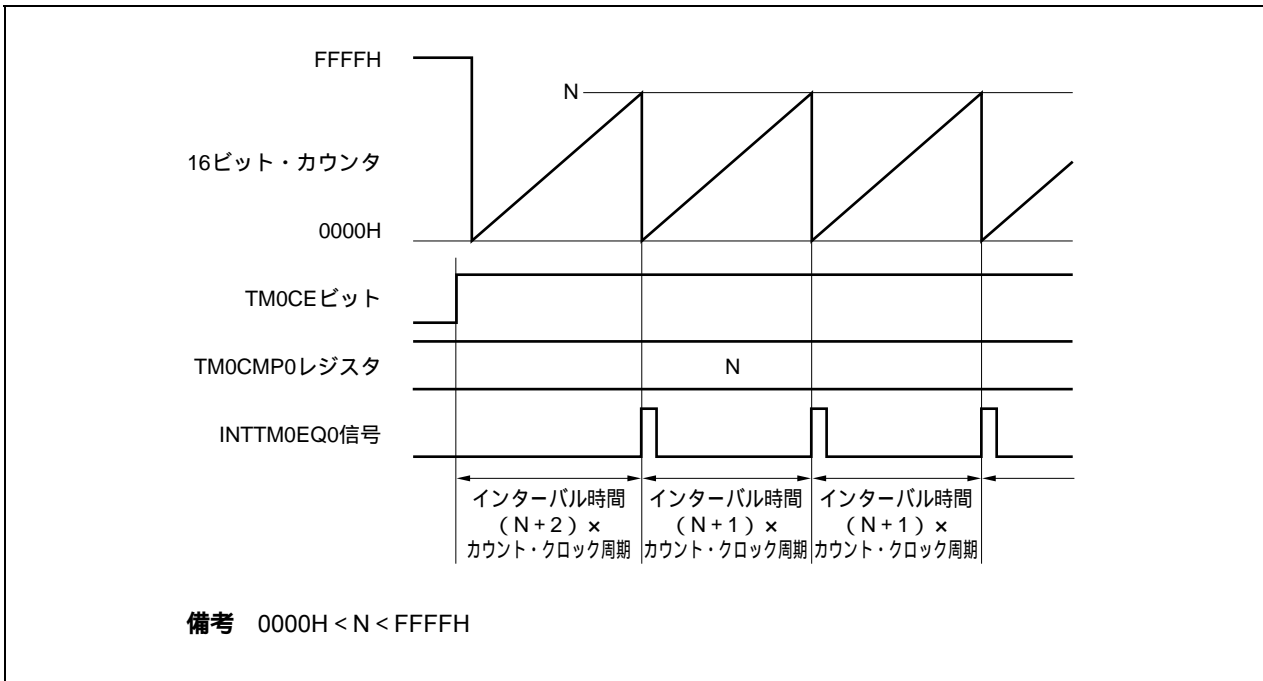 FFFFH
N
16ビット・カウンタ
0000H
TM0CEビット
TM0CMP0レジスタ
N
INTTM0EQ0信号
インターバル時間
（N+2）×
カウント・クロック周期
インターバル時間
（N+1）×
カウント・クロック周期
インターバル時間
（N+1）×
カウント・クロック周期
備考 0000H＜N＜FFFFH